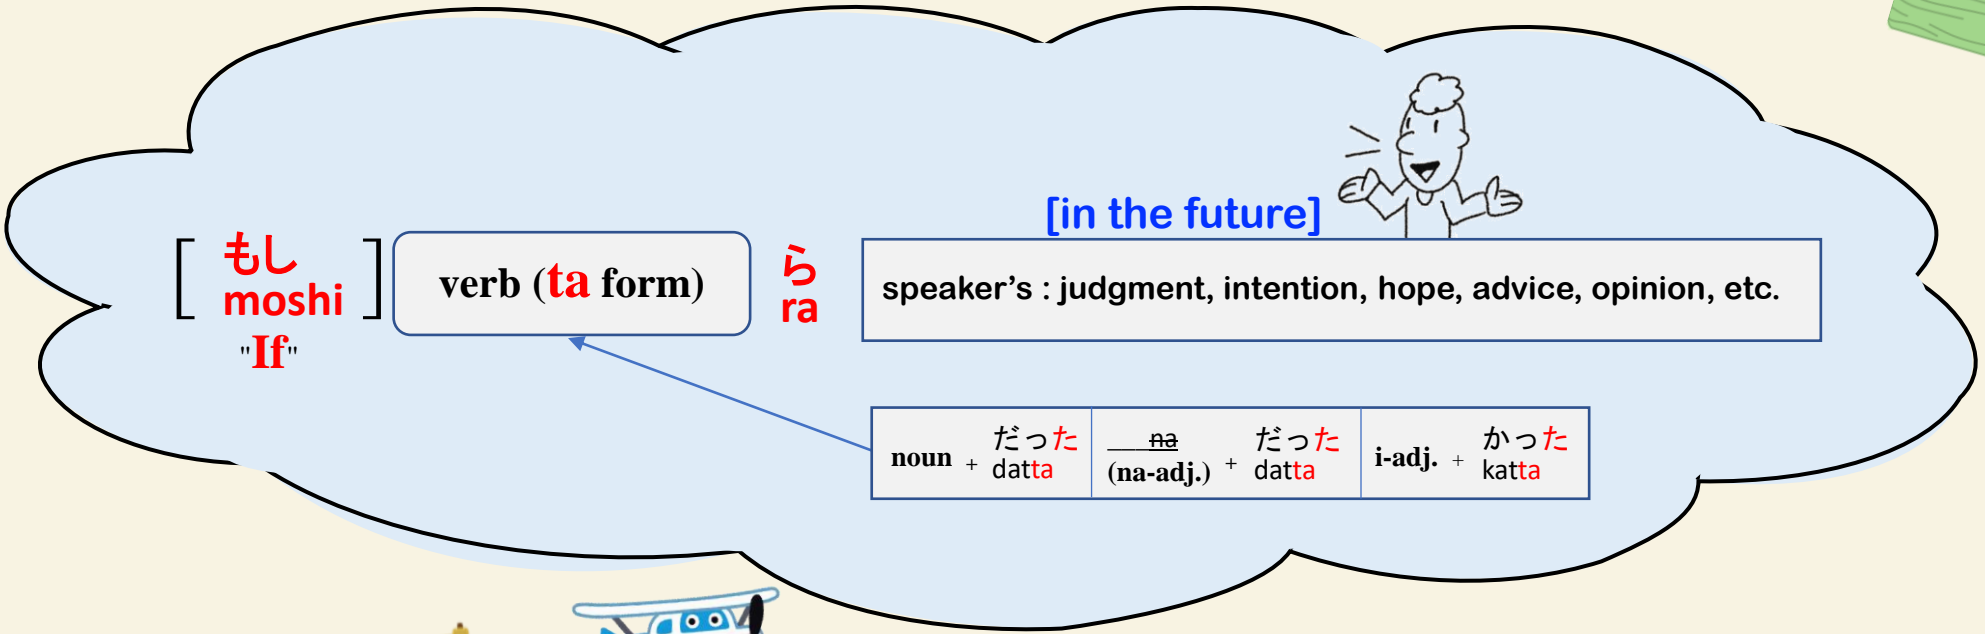 [in the future]
[ もし ] verb (ta form) ら
moshi ra
"If"
speaker's : judgment, intention, hope, advice, opinion, etc.
noun + だった
datta
___na
(na-adj.) + だった
datta
i-adj. + かった
katta